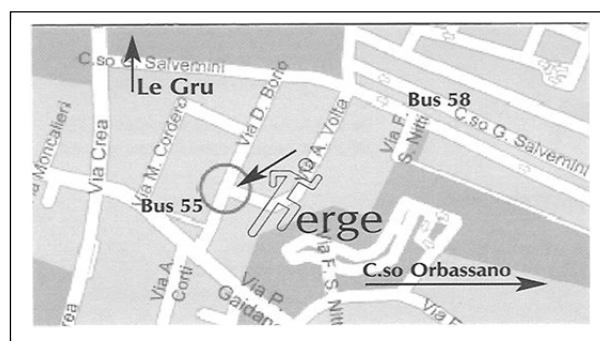 C.so G. Salvemini
Le Gru
Bus 58
Via D. Borio
Via A. Volta
Via F.
S. Nitti
C.so G. Salvemini
Via M. Cordero
Via Crea
Moncalieri
Bus 55
erge
Via F. S. Nitti
C.so Orbassano
Via A.
Corti
Via P.
Gaidano